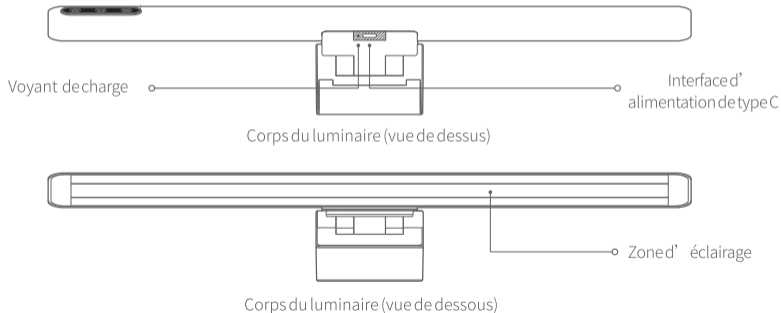 Voyant de charge
Interface d'
alimentation de type C
Corps du luminaire (vue de dessus)
Zone d' éclairage
Corps du luminaire (vue de dessous)